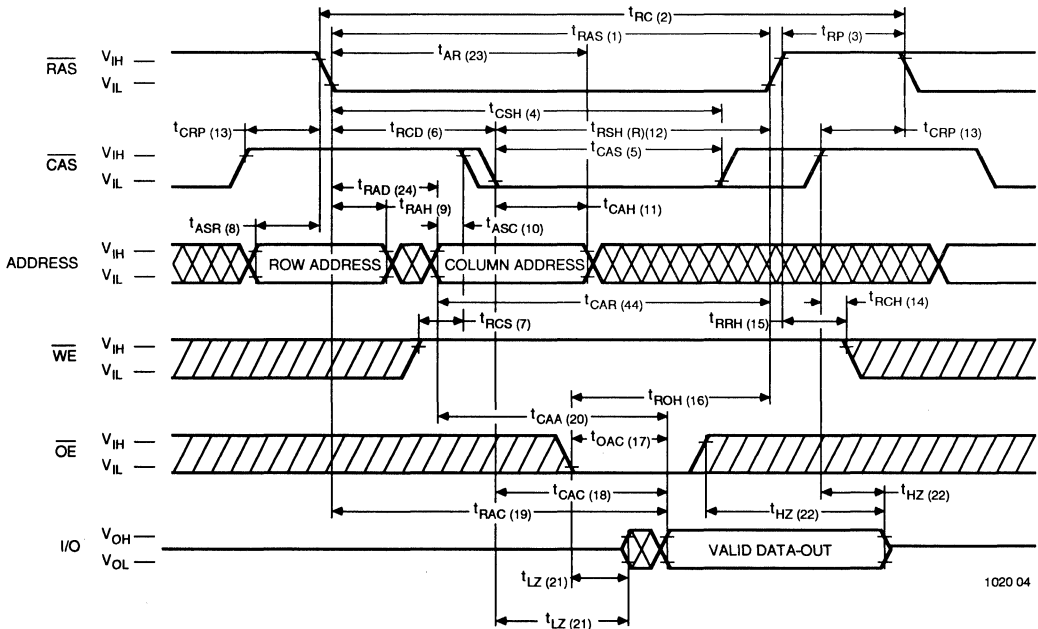 tRC (2)
tRAS (1)
tRP (3)
tAR (23)
RAS
VIH
VIL
tCSH (4)
tCRP (13)
tRCD (6)
tRSH (R)(12)
tCRP (13)
CAS
VIH
VIL
tCAS (5)
tRAD (24)
tRAH (9)
tCAH (11)
tASR (8)
tASC (10)
ADDRESS
VIH
VIL
ROW ADDRESS
COLUMN ADDRESS
tCAR (44)
tRCH (14)
tRCS (7)
tRRH (15)
WE
VIH
VIL
tROH (16)
tCAA (20)
OE
VIH
VIL
tOAC (17)
tCAC (18)
tHZ (22)
tRAC (19)
tHZ (22)
I/O
VOH
VOL
VALID DATA-OUT
tLZ (21)
1020 04
tLZ (21)